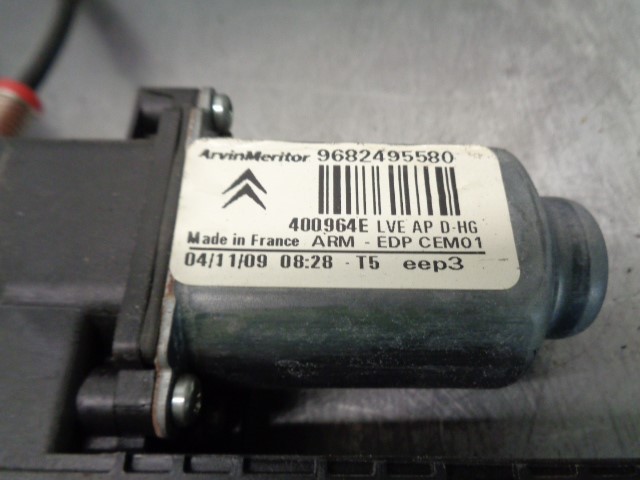 ArvinMeritor 9682495580
400964E LVE AP D-HG
Made in France ARM - EDP CEM01
04/11/09 08:28 - T5 eep3